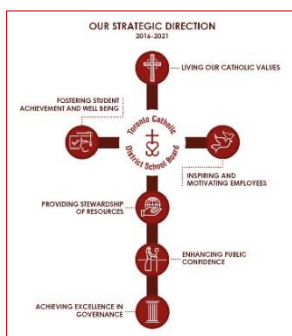 OUR STRATEGIC DIRECTION
2016-2021
LIVING OUR CATHOLIC VALUES
FOSTERING STUDENT
ACHIEVEMENT AND WELL BEING
Toronto Catholic
District School Board
INSPIRING AND
MOTIVATING EMPLOYEES
PROVIDING STEWARDSHIP
OF RESOURCES
ENHANCING PUBLIC
CONFIDENCE
ACHIEVING EXCELLENCE IN
GOVERNANCE